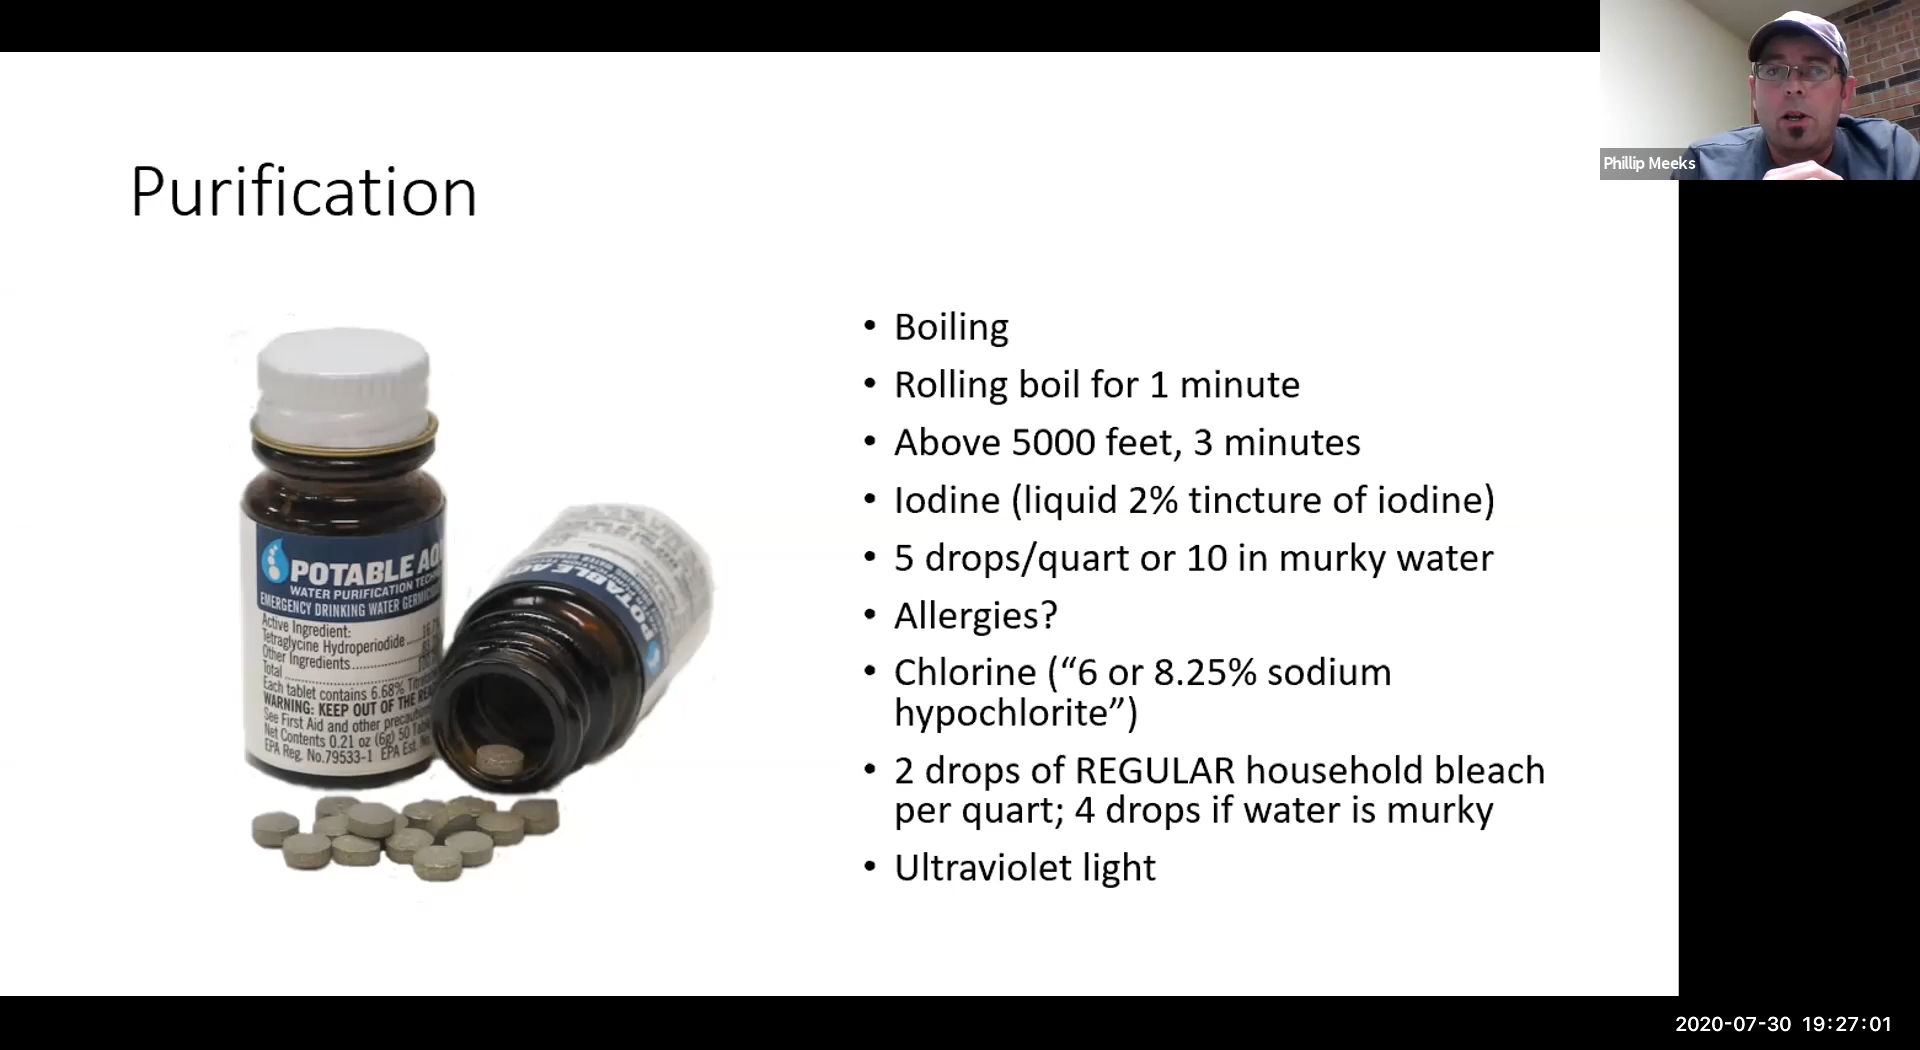 Phillip Meeks
Purification
• Boiling
• Rolling boil for 1 minute
• Above 5000 feet, 3 minutes
• Iodine (liquid 2% tincture of iodine)
• 5 drops/quart or 10 in murky water
• Allergies?
• Chlorine (“6 or 8.25% sodium
hypochlorite”)
• 2 drops of REGULAR household bleach
per quart; 4 drops if water is murky
• Ultraviolet light
POTABLE AQ
WATER PURIFICATION TECH
EMERGENCY DRINKING WATER GERMICID
Active Ingredient:
Tetraglycine Hydroperiodide
Other Ingredients
Total
Each tablet contains 6.68%
WARNING: KEEP OUT OF THE REA
See First Aid and other precaution
Net Contents 0.21 oz (6g) 50 Tabl
EPA Reg. No.79533-1 EPA Est. No.
POTABLE AQ
2020-07-30 19:27:01